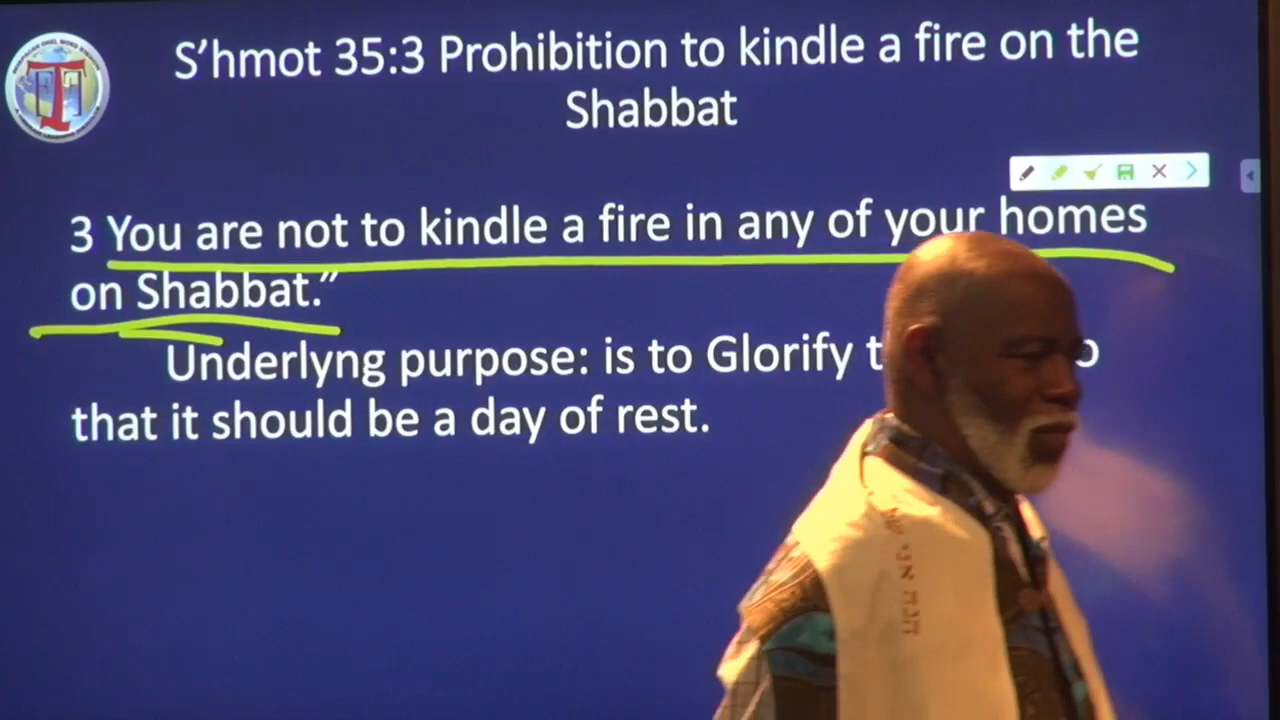 S'hmot 35:3 Prohibition to kindle a fire on the
Shabbat
3 You are not to kindle a fire in any of your homes
on Shabbat.”
Underlyng purpose: is to Glorify
that it should be a day of rest.